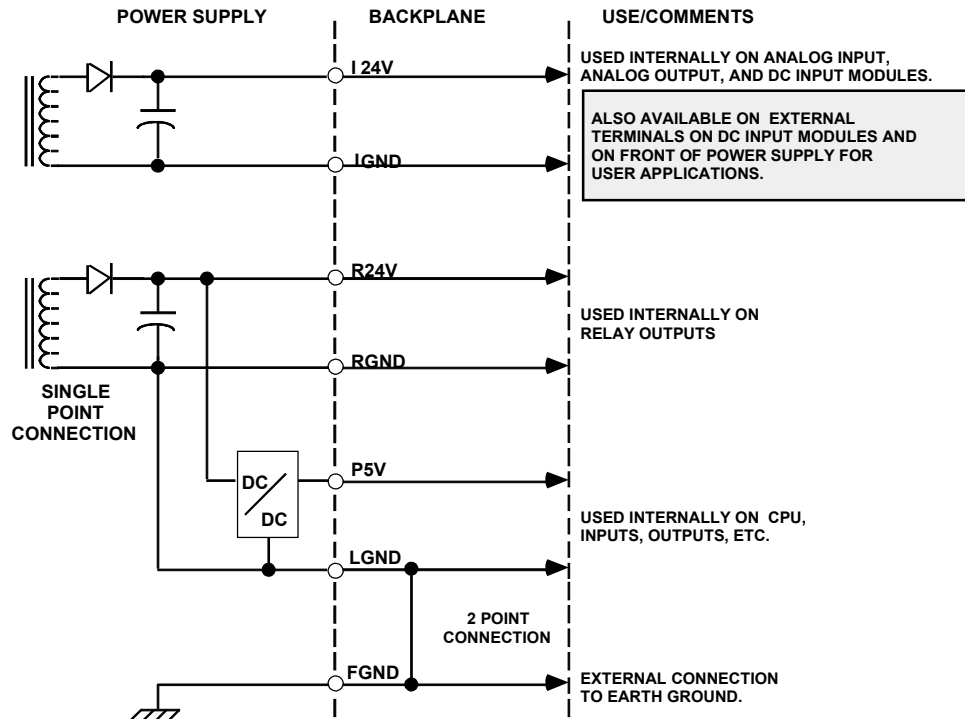 POWER SUPPLY
BACKPLANE
USE/COMMENTS
I 24V
USED INTERNALLY ON ANALOG INPUT,
ANALOG OUTPUT, AND DC INPUT MODULES.
ALSO AVAILABLE ON EXTERNAL
TERMINALS ON DC INPUT MODULES AND
ON FRONT OF POWER SUPPLY FOR
USER APPLICATIONS.
IGND
R24V
USED INTERNALLY ON
RELAY OUTPUTS
RGND
SINGLE
POINT
CONNECTION
P5V
DC
DC
USED INTERNALLY ON CPU,
INPUTS, OUTPUTS, ETC.
LGND
2 POINT
CONNECTION
FGND
EXTERNAL CONNECTION
TO EARTH GROUND.